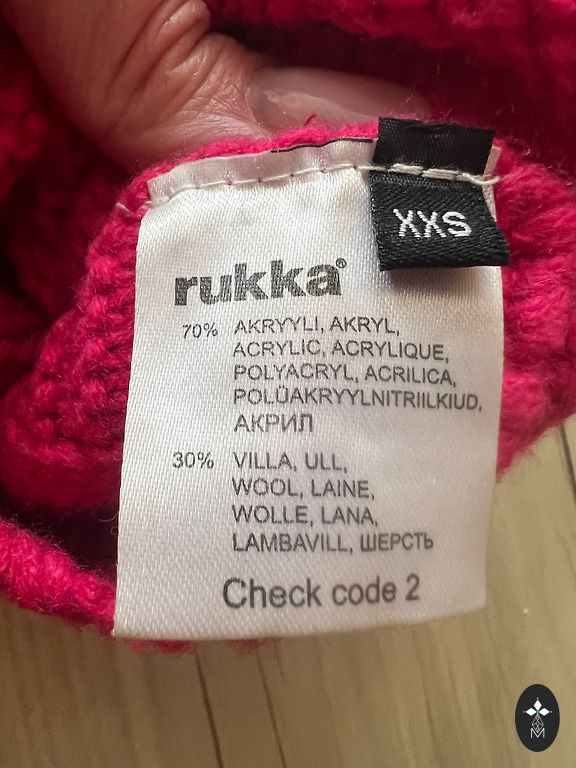 XXS
rukka®
70% AKRYYLI, AKRYL,
ACRYLIC, ACRYLIQUE,
POLYACRYL, ACRILICA,
POLÜAKRYYLNITRIILKIUD,
АКРИЛ
30% VILLA, ULL,
WOOL, LAINE,
WOLLE, LANA,
LAMBAVILL, ШЕРСТЬ
Check code 2
M